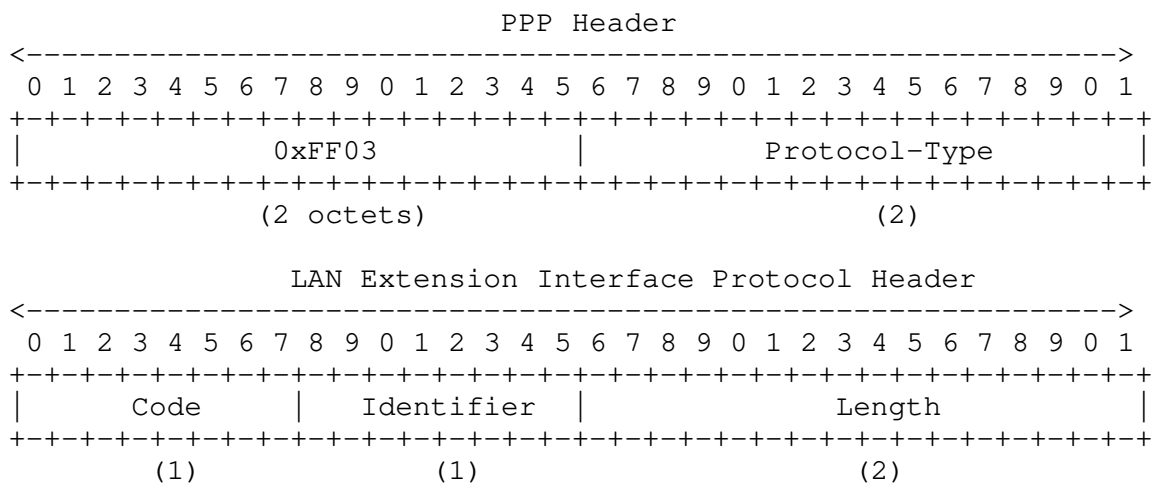 PPP Header
<-------------------------------------------------------------->
0 1 2 3 4 5 6 7 8 9 0 1 2 3 4 5 6 7 8 9 0 1 2 3 4 5 6 7 8 9 0 1
+-+-+-+-+-+-+-+-+-+-+-+-+-+-+-+-+-+-+-+-+-+-+-+-+-+-+-+-+-+-+-+-+
| 0xFF03 | Protocol-Type |
+-+-+-+-+-+-+-+-+-+-+-+-+-+-+-+-+-+-+-+-+-+-+-+-+-+-+-+-+-+-+-+-+
(2 octets) (2)
LAN Extension Interface Protocol Header
<-------------------------------------------------------------->
0 1 2 3 4 5 6 7 8 9 0 1 2 3 4 5 6 7 8 9 0 1 2 3 4 5 6 7 8 9 0 1
+-+-+-+-+-+-+-+-+-+-+-+-+-+-+-+-+-+-+-+-+-+-+-+-+-+-+-+-+-+-+-+-+
| Code | Identifier | Length |
+-+-+-+-+-+-+-+-+-+-+-+-+-+-+-+-+-+-+-+-+-+-+-+-+-+-+-+-+-+-+-+-+
(1) (1) (2)